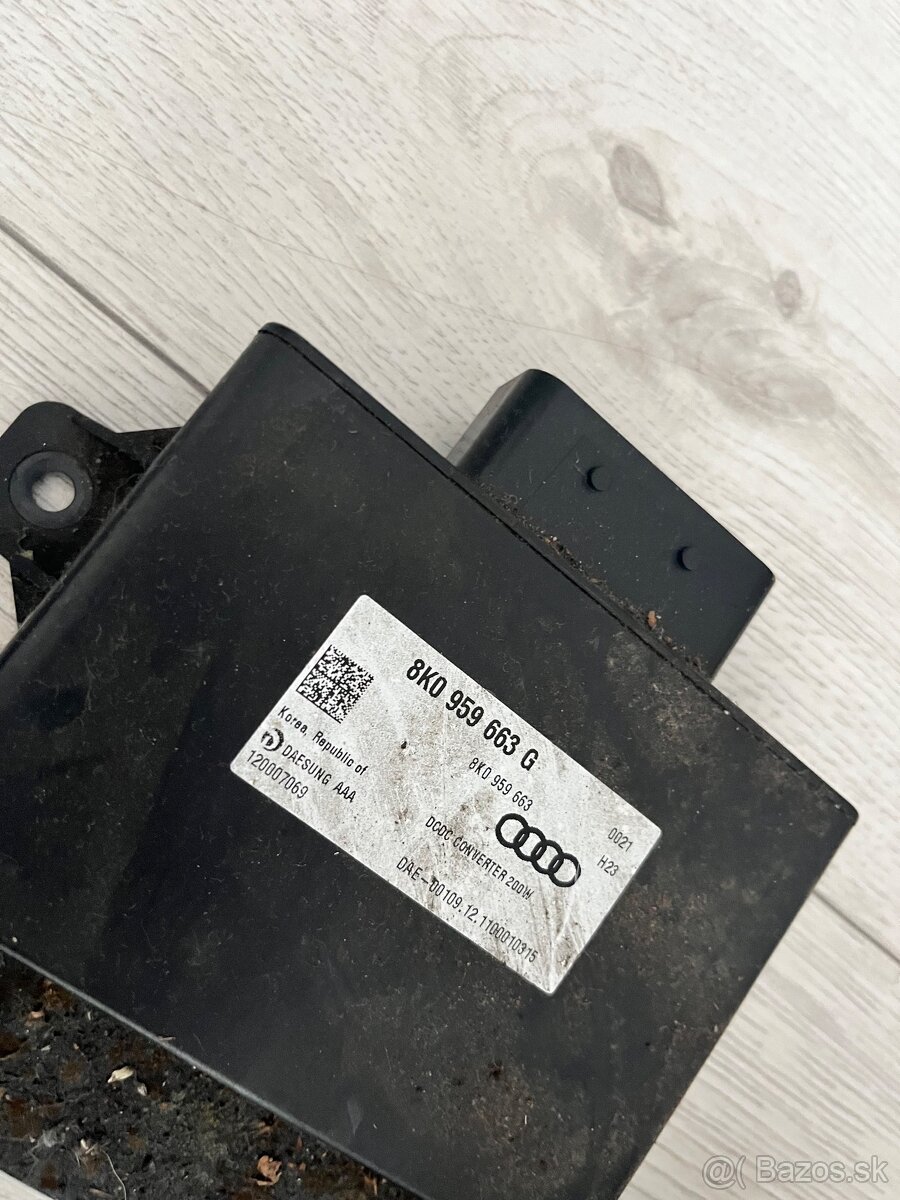 8K0 959 663 G
8K0 959 663
0021
H23
Korea, Republic of
DAESUNG AAA
120007069
DCDC-CONVERTER 200W
DAE-00109.12.1100010315
@( Bazos.sk